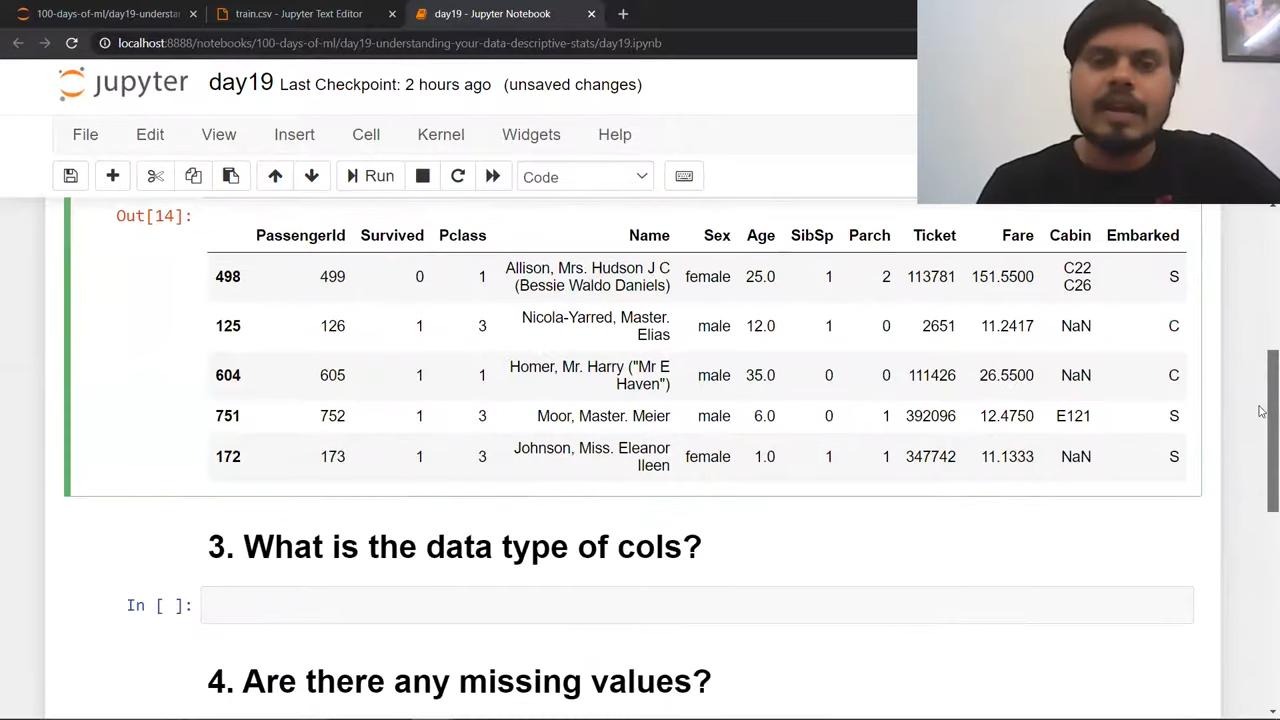 100-days-of-ml/day19-understa
train.csv - Jupyter Text Editor
day19 - Jupyter Notebook
localhost:8888/notebooks/100-days-of-ml/day19-understanding-your-data-descriptive-stats/day19.ipynb
jupyter day19 Last Checkpoint: 2 hours ago (unsaved changes)
File Edit View Insert Cell Kernel Widgets Help
Run Code
Out[14]:
PassengerId Survived Pclass Name Sex Age SibSp Parch Ticket Fare Cabin Embarked
498 499 0 1 Allison, Mrs. Hudson J C female 25.0 1 2 113781 151.5500 C22 S
(Bessie Waldo Daniels) C26
125 126 1 3 Nicola-Yarred, Master. male 12.0 1 0 2651 11.2417 NaN C
Elias
604 605 1 1 Homer, Mr. Harry ("Mr E male 35.0 0 0 111426 26.5500 NaN C
Haven")
751 752 1 3 Moor, Master. Meier male 6.0 0 1 392096 12.4750 E121 S
172 173 1 3 Johnson, Miss. Eleanor female 1.0 1 1 347742 11.1333 NaN S
Ileen
3. What is the data type of cols?
In [ ]:
4. Are there any missing values?